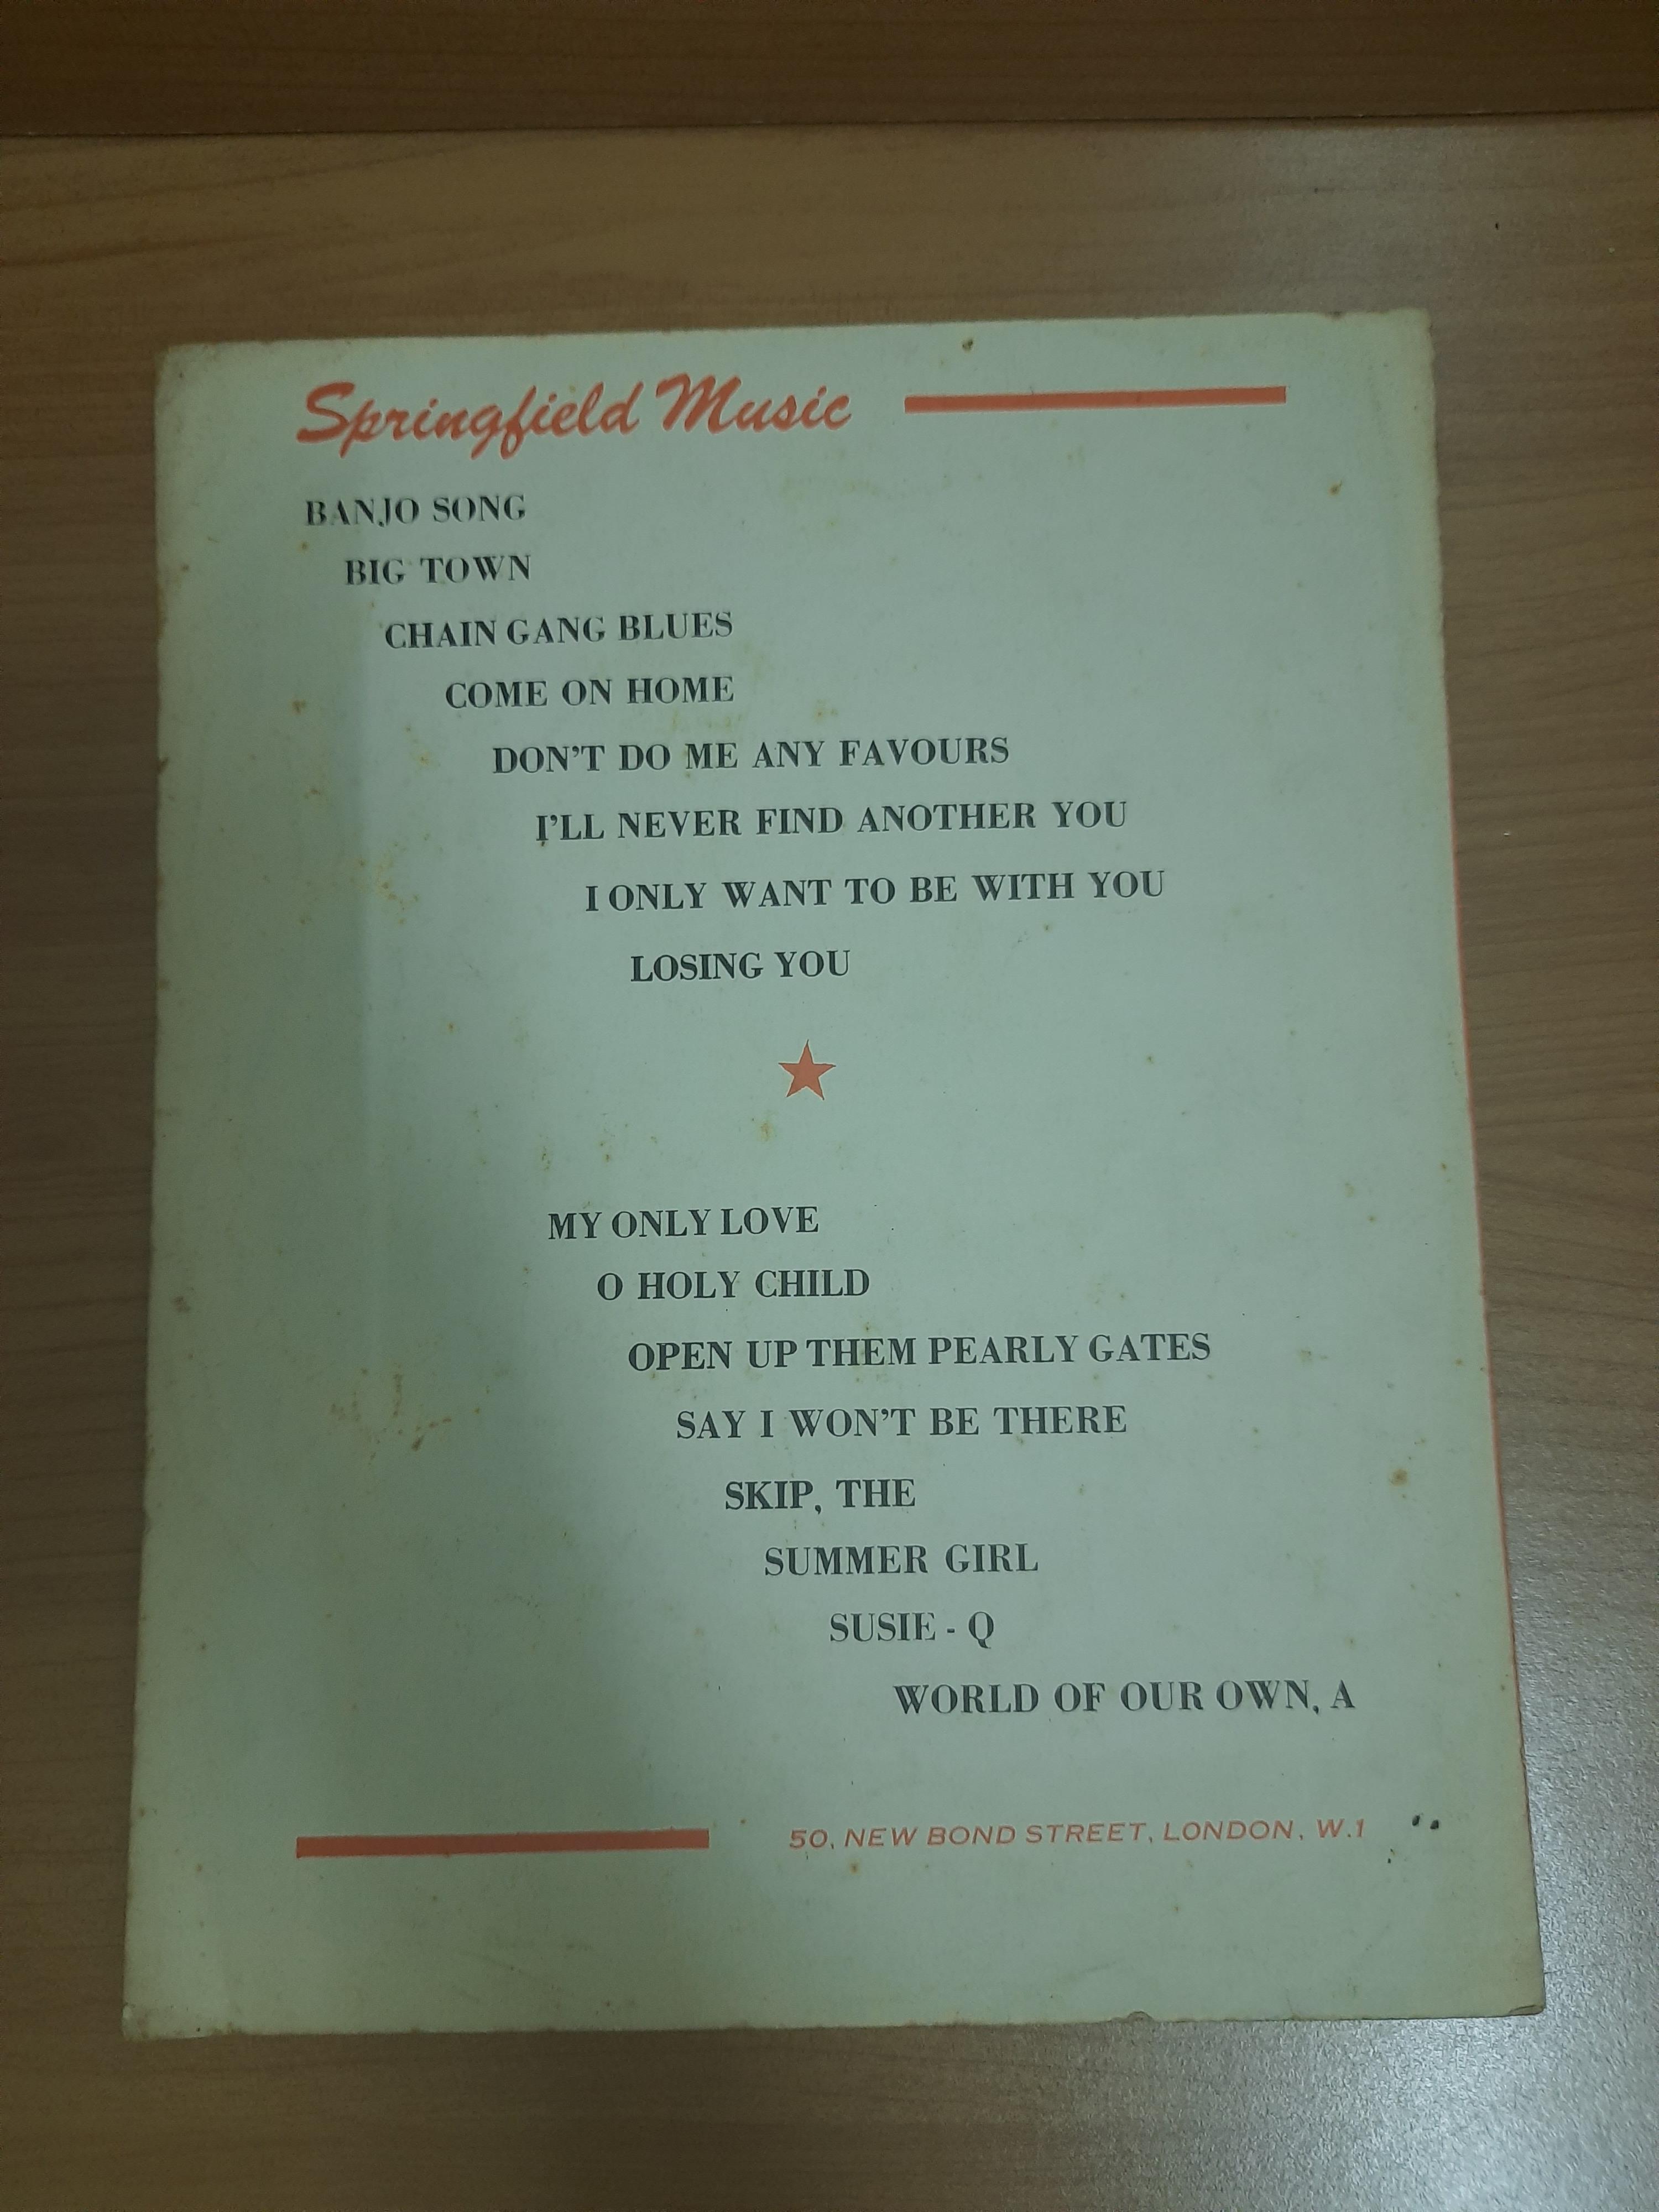 Springfield Music
BANJO SONG
BIG TOWN
CHAIN GANG BLUES
COME ON HOME
DON'T DO ME ANY FAVOURS
I'LL NEVER FIND ANOTHER YOU
I ONLY WANT TO BE WITH YOU
LOSING YOU
MY ONLY LOVE
O HOLY CHILD
OPEN UP THEM PEARLY GATES
SAY I WON'T BE THERE
SKIP, THE
SUMMER GIRL
SUSIE - Q
WORLD OF OUR OWN, A
50, NEW BOND STREET, LONDON, W.1